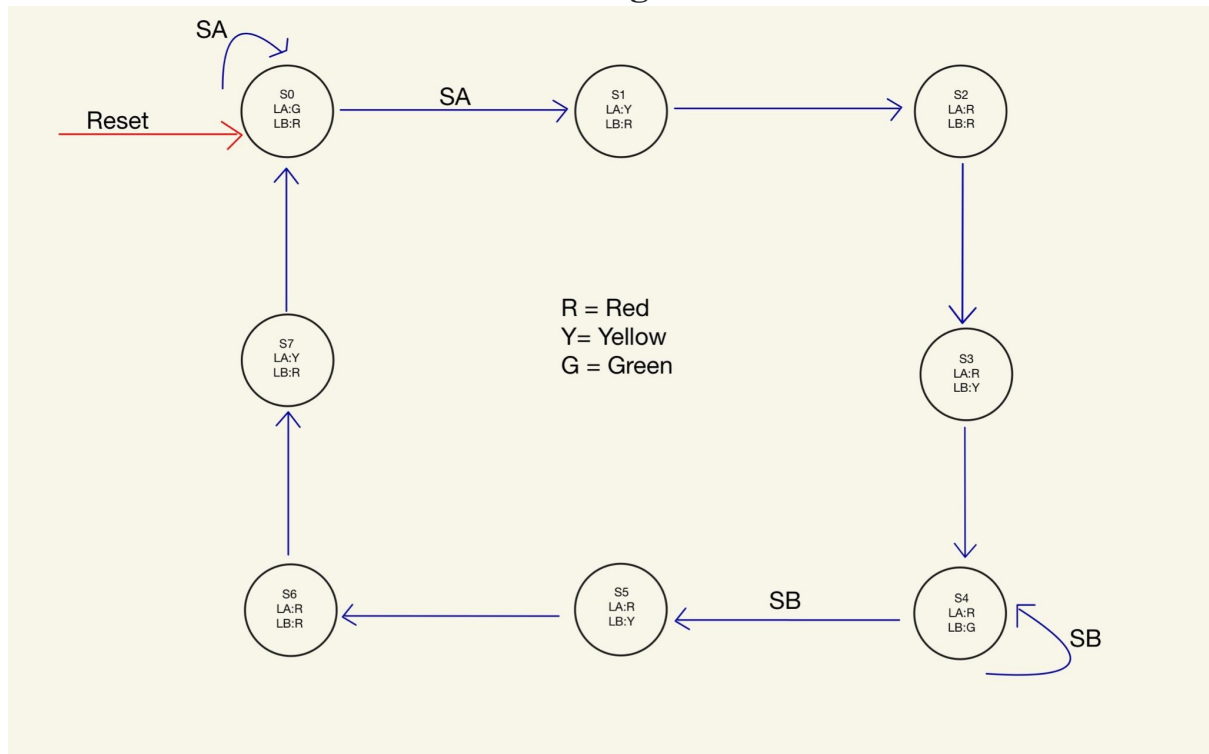 SA
S0
LA:G
LB:R
SA
S1
LA:Y
LB:R
S2
LA:R
LB:R
Reset
R = Red
Y= Yellow
G = Green
S7
LA:Y
LB:R
S3
LA:R
LB:Y
S6
LA:R
LB:R
S5
LA:R
LB:Y
SB
S4
LA:R
LB:G
SB